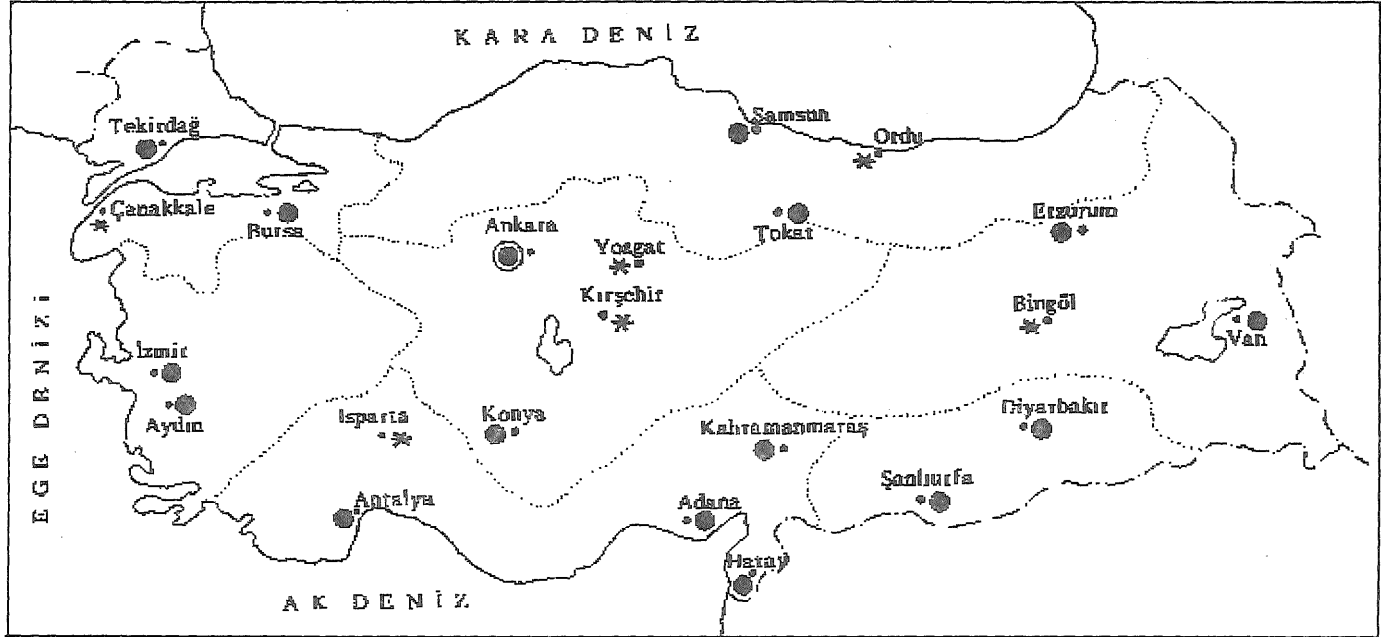 KARA DENİZ
Tekirdağ
Samsun
Ordu
Çanakkale
Bursa
Ankara
Yozgat
Tokat
Erzurum
Kırşehir
Bingöl
Van
EGE DENİZİ
İzmir
Aydın
Isparta
Konya
Kahramanmaraş
Diyarbakır
Şanlıurfa
Antalya
Adana
Hatay
AK DENİZ